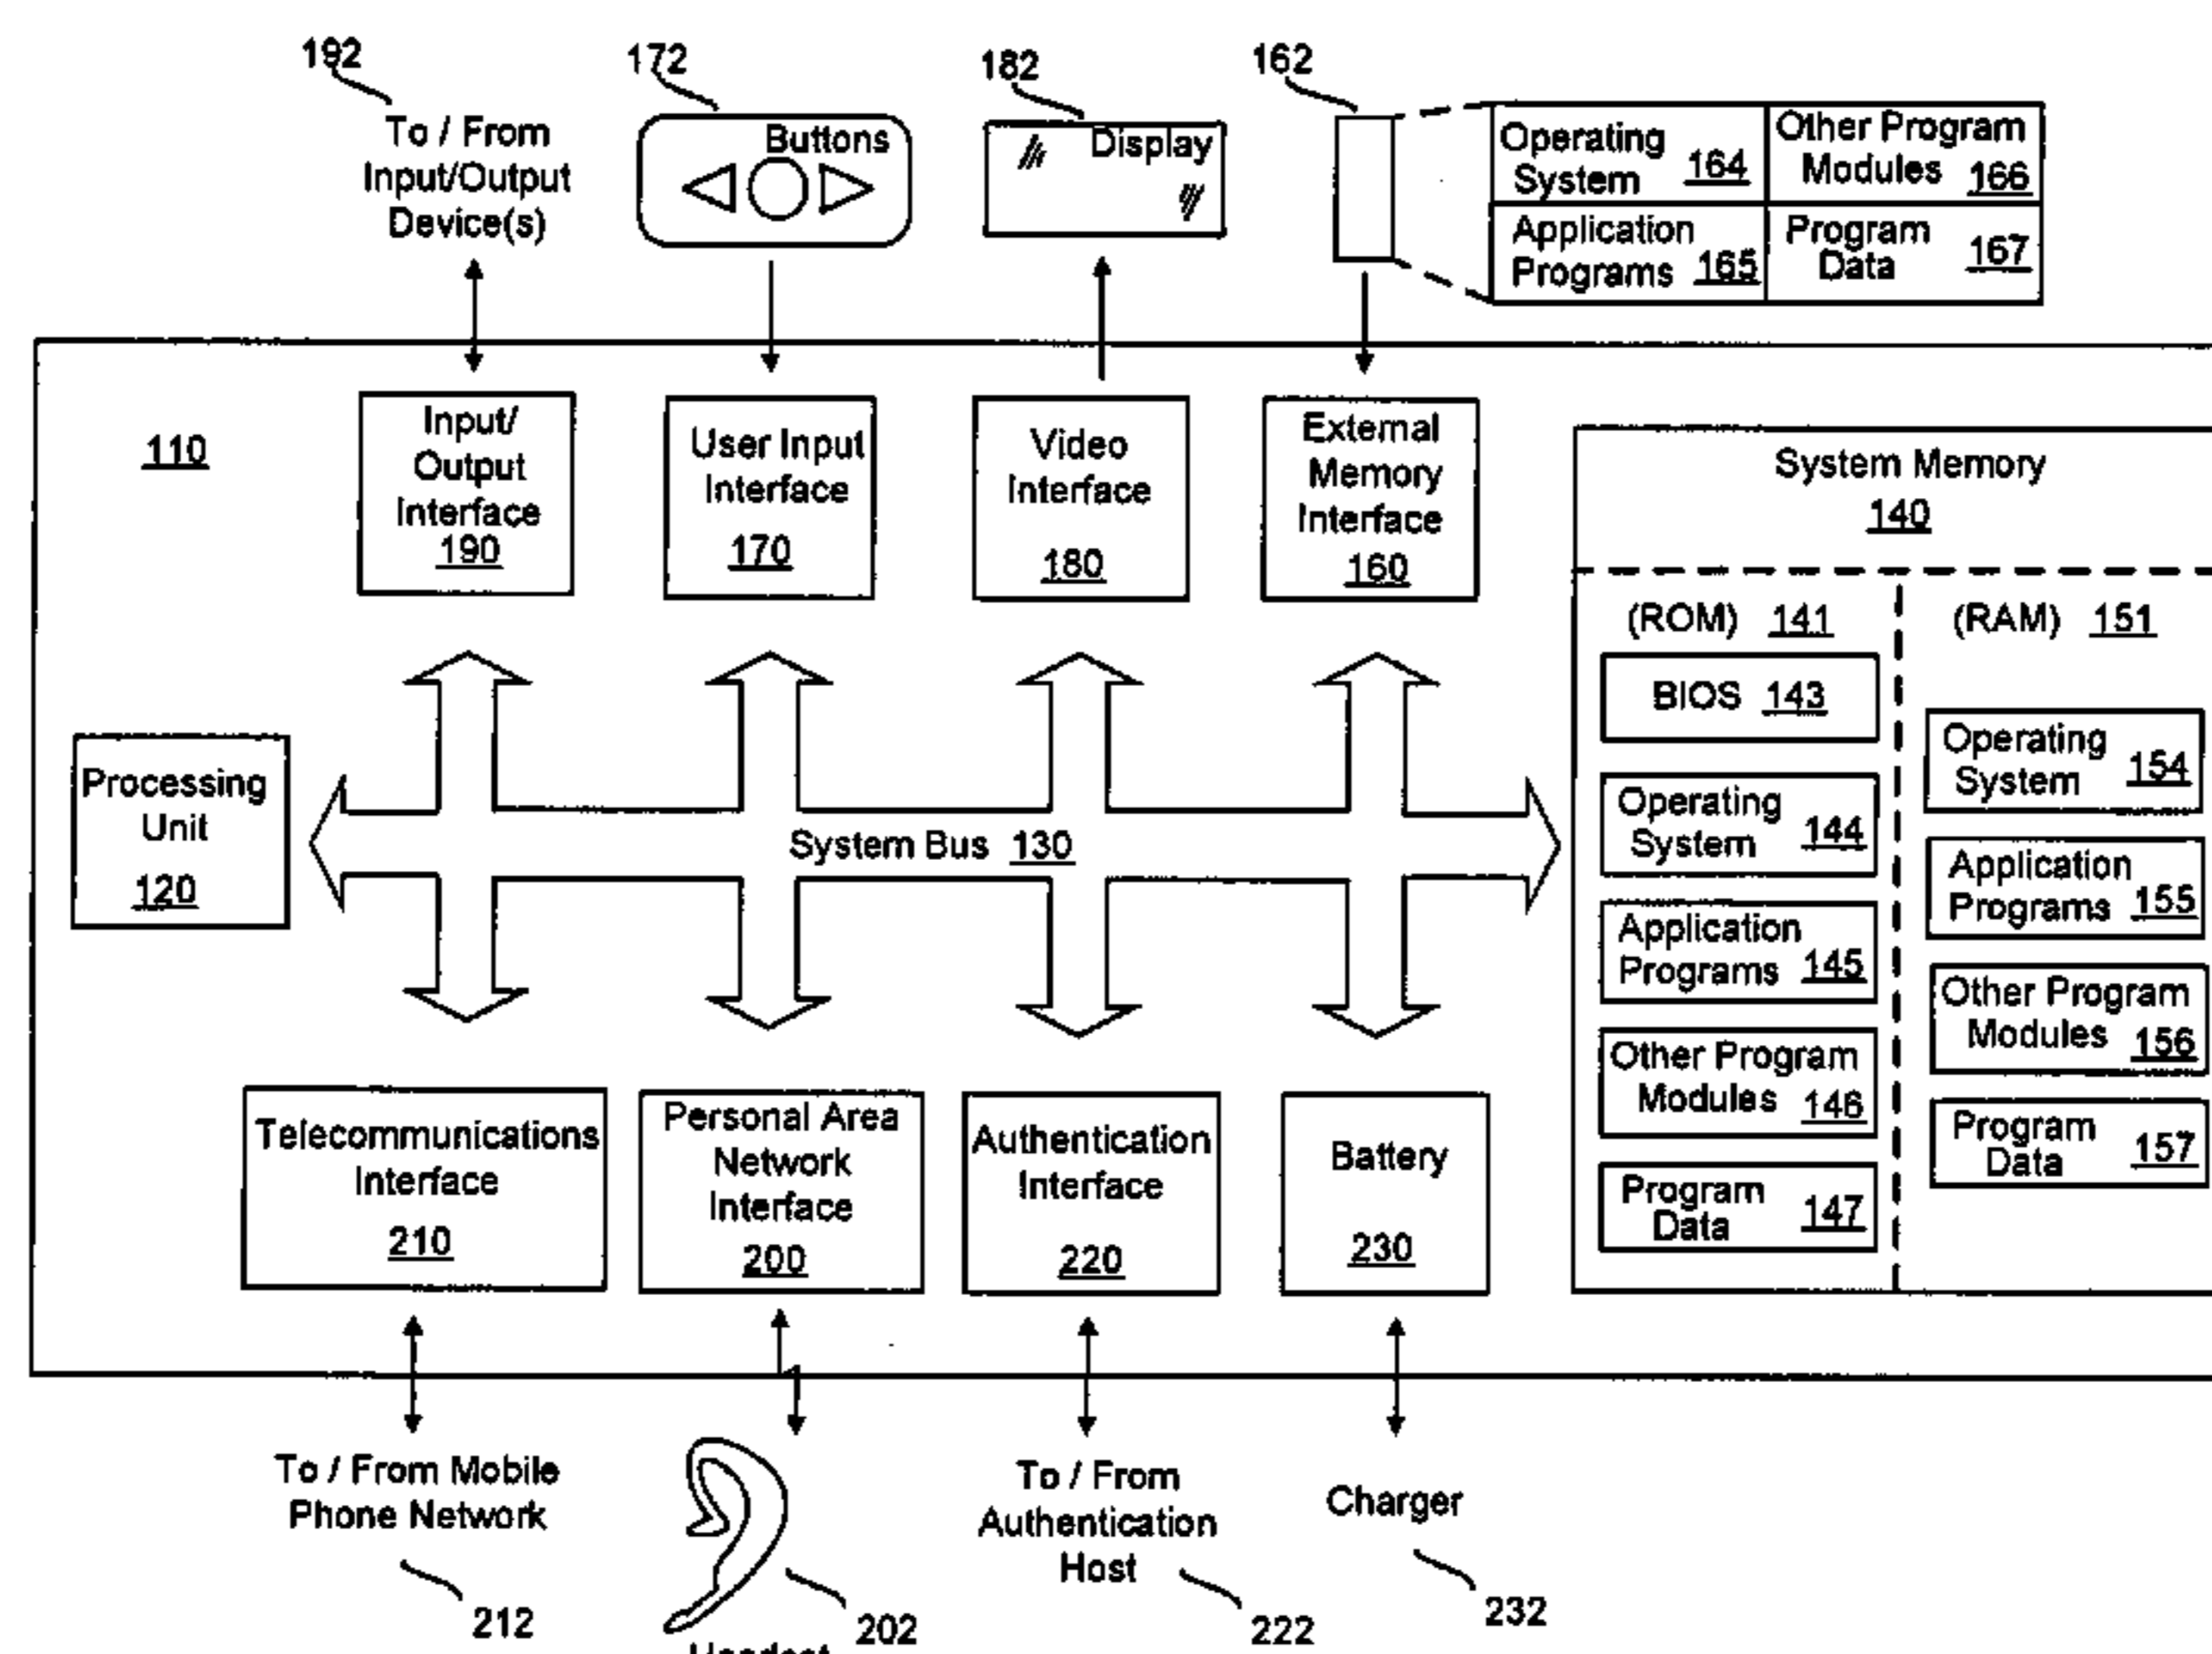 192
172
182
162
To / From
Input/Output
Device(s)
Buttons
Display
Operating
System 164
Other Program
Modules 166
Application
Programs 165
Program
Data 167
110
Input/
Output
Interface
190
User Input
Interface
170
Video
Interface
180
External
Memory
Interface
160
System Memory
140
(ROM) 141
(RAM) 151
BIOS 143
Operating
System 144
Application
Programs 145
Other Program
Modules 146
Program
Data 147
Operating
System 154
Application
Programs 155
Other Program
Modules 156
Program
Data 157
Processing
Unit
120
System Bus 130
Telecommunications
Interface
210
Personal Area
Network
Interface
200
Authentication
Interface
220
Battery
230
To / From Mobile
Phone Network
212
202
Headset
To / From
Authentication
Host
222
Charger
232